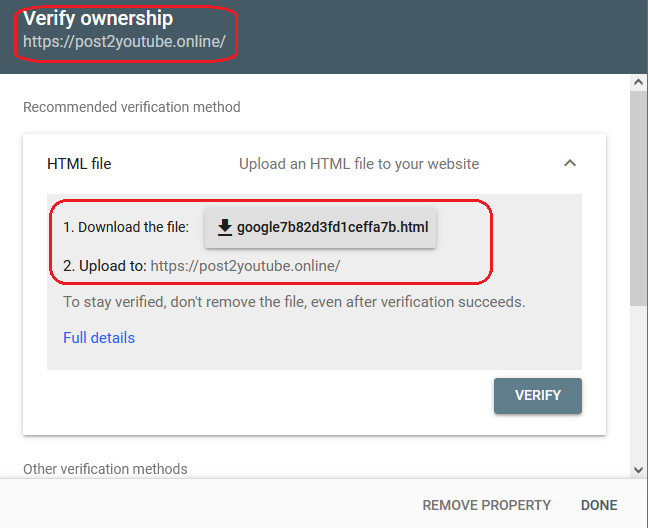 Verify ownership
https://post2youtube.online/
Recommended verification method
HTML file Upload an HTML file to your website
1. Download the file: google7b82d3fd1ceffa7b.html
2. Upload to: https://post2youtube.online/
To stay verified, don't remove the file, even after verification succeeds.
Full details
VERIFY
Other verification methods
REMOVE PROPERTY DONE